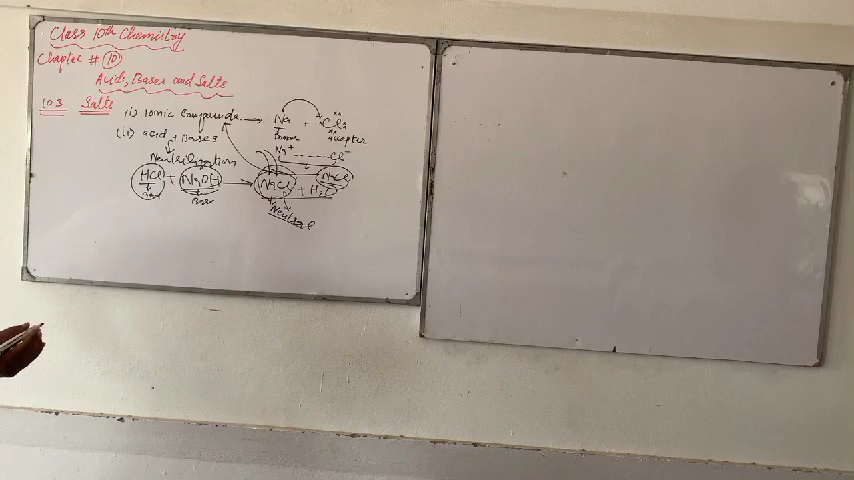 Class 10th Chemistry
Chapter # 10
Acids, Bases and Salts
10.3 Salts
(i) Ionic Compounds → Na + Cl
(ii) acid + Bases
Donor acceptor
Na+ ---- Cl-
Neutralization
NaCl
HCl + NaOH → NaCl + H2O
Acid Base
Neutral